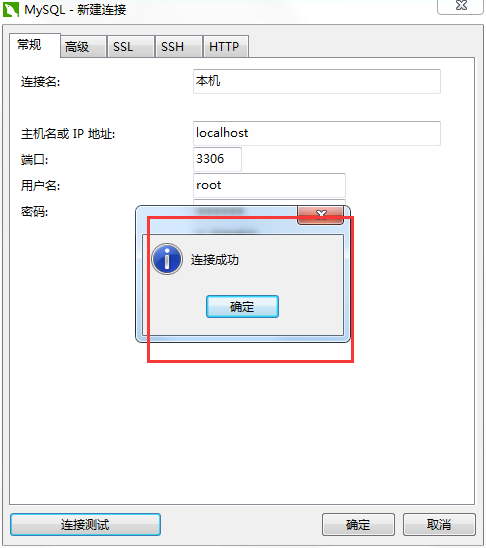 MySQL - 新建连接
常规 高级 SSL SSH HTTP
连接名: 本机
主机名或 IP 地址: localhost
端口: 3306
用户名: root
密码:
连接成功
确定
连接测试 确定 取消